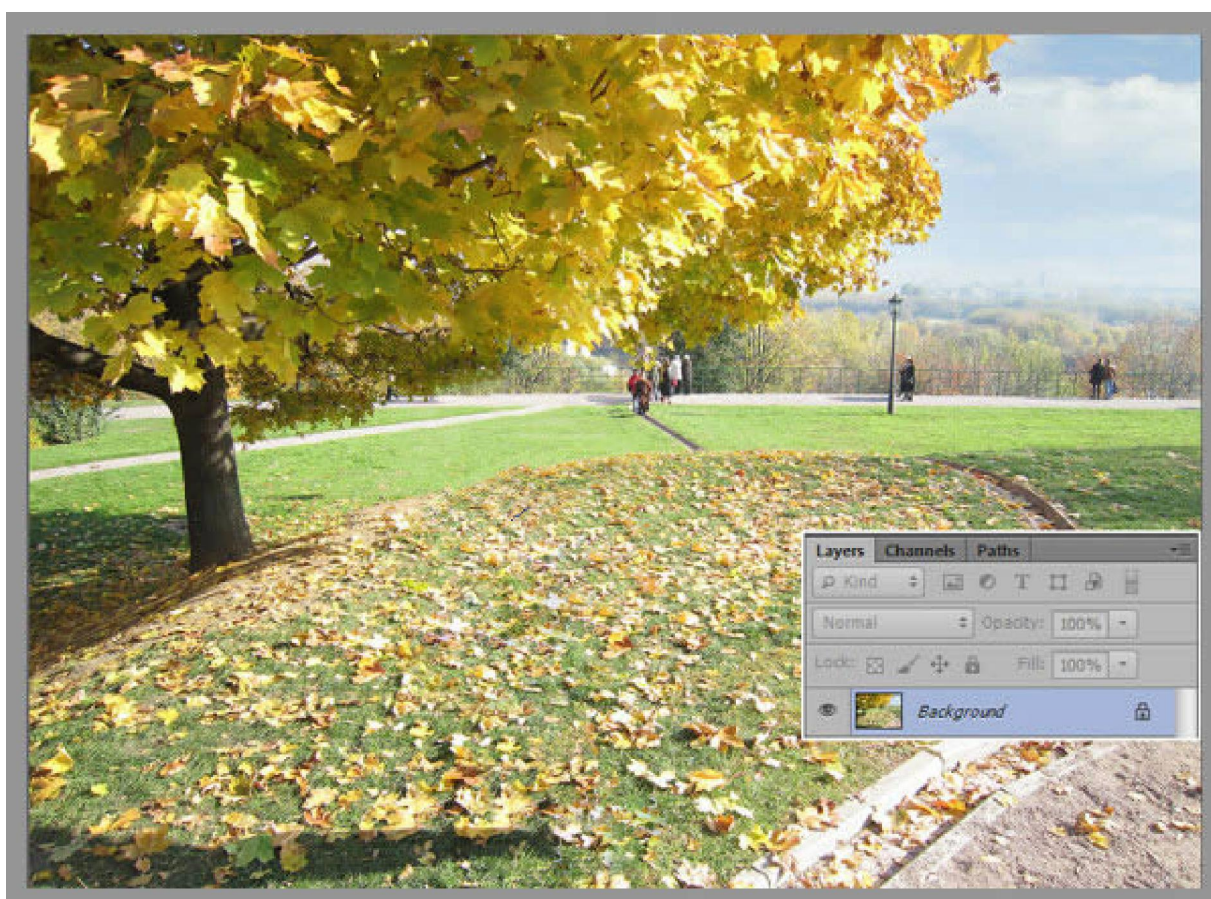 Layers Channels Paths
Kind T
Normal Opacity: 100%
Lock: Fill: 100%
Background